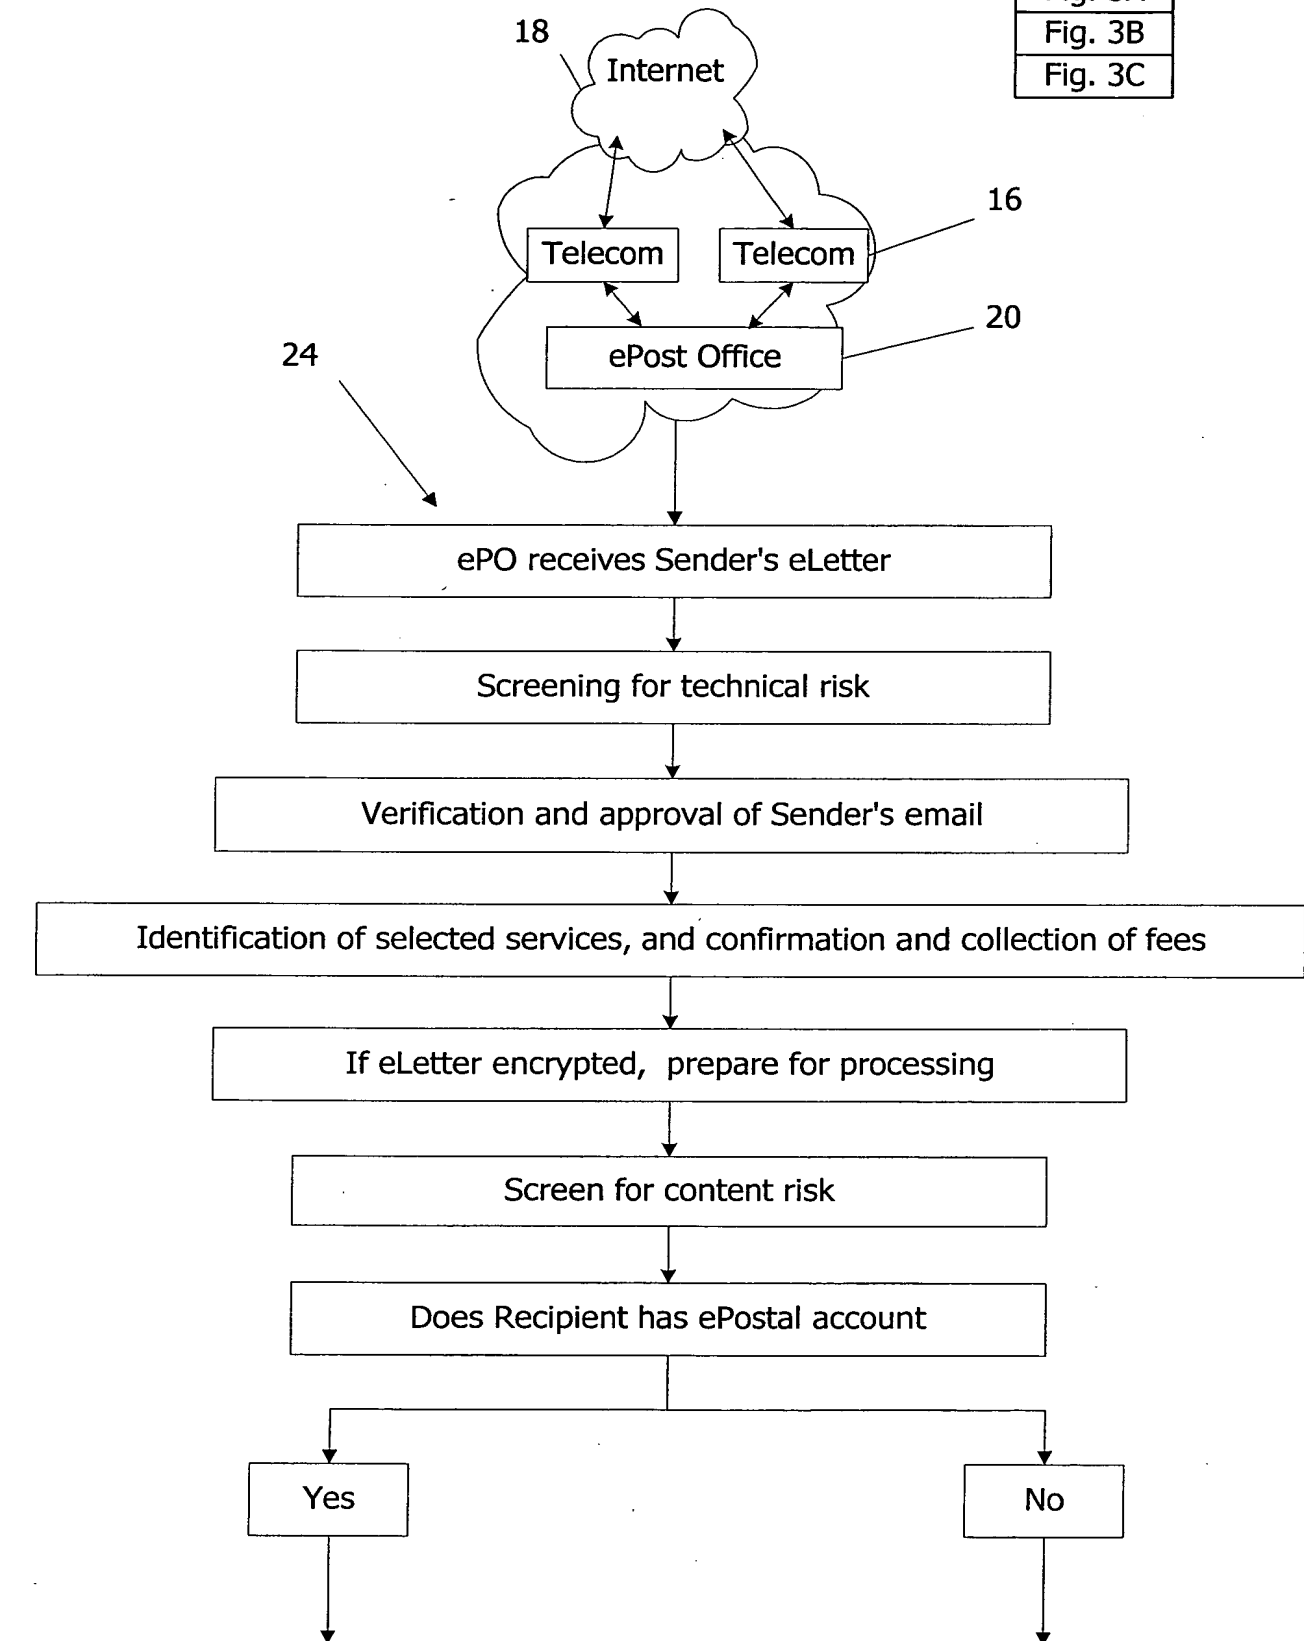 18
Internet
Fig. 3B
Fig. 3C
16
Telecom
Telecom
20
ePost Office
24
ePO receives Sender's eLetter
Screening for technical risk
Verification and approval of Sender's email
Identification of selected services, and confirmation and collection of fees
If eLetter encrypted, prepare for processing
Screen for content risk
Does Recipient has ePostal account
Yes
No